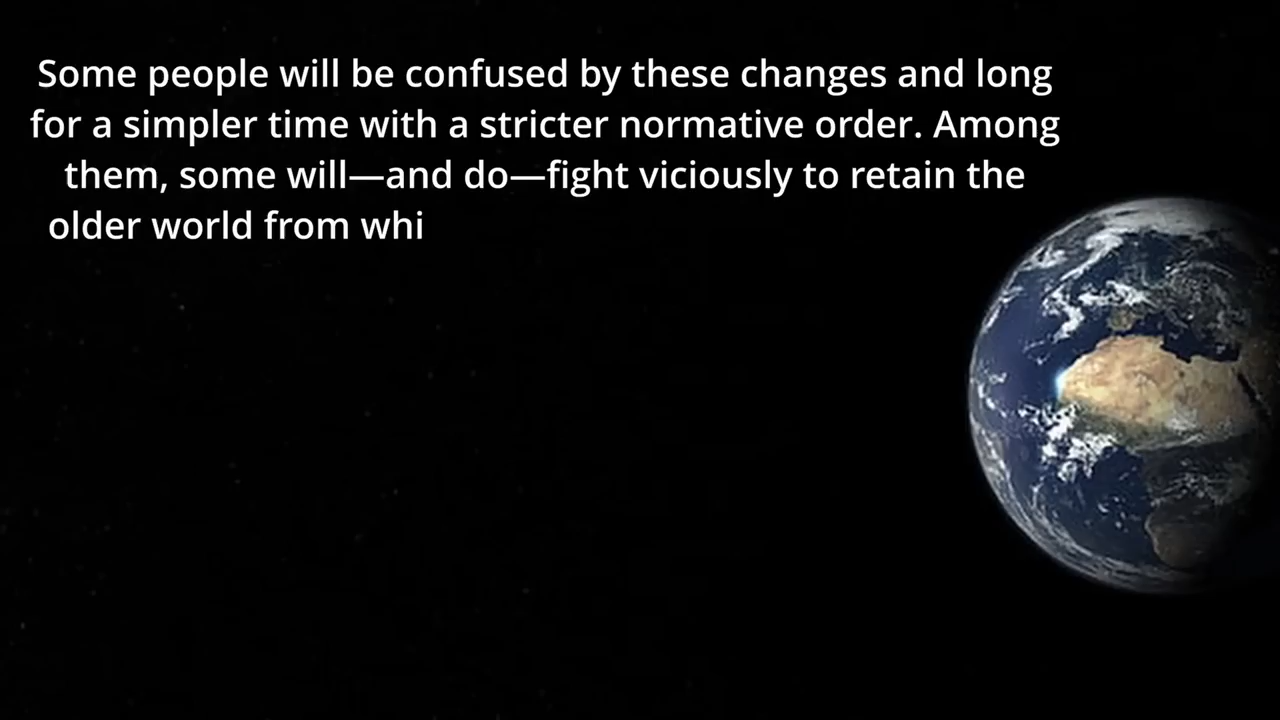 Some people will be confused by these changes and long
for a simpler time with a stricter normative order. Among
them, some will—and do—fight viciously to retain the
older world from whi